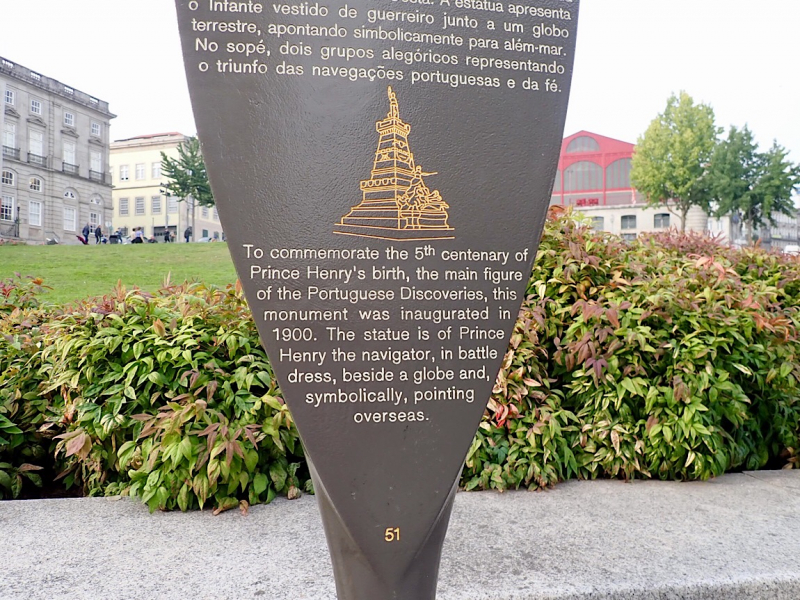 A estátua apresenta
o Infante vestido de guerreiro junto a um globo
terrestre, apontando simbolicamente para além-mar.
No sopé, dois grupos alegóricos representando
o triunfo das navegações portuguesas e da fé.
To commemorate the 5th centenary of
Prince Henry's birth, the main figure
of the Portuguese Discoveries, this
monument was inaugurated in
1900. The statue is of Prince
Henry the navigator, in battle
dress, beside a globe and,
symbolically, pointing
overseas.
51